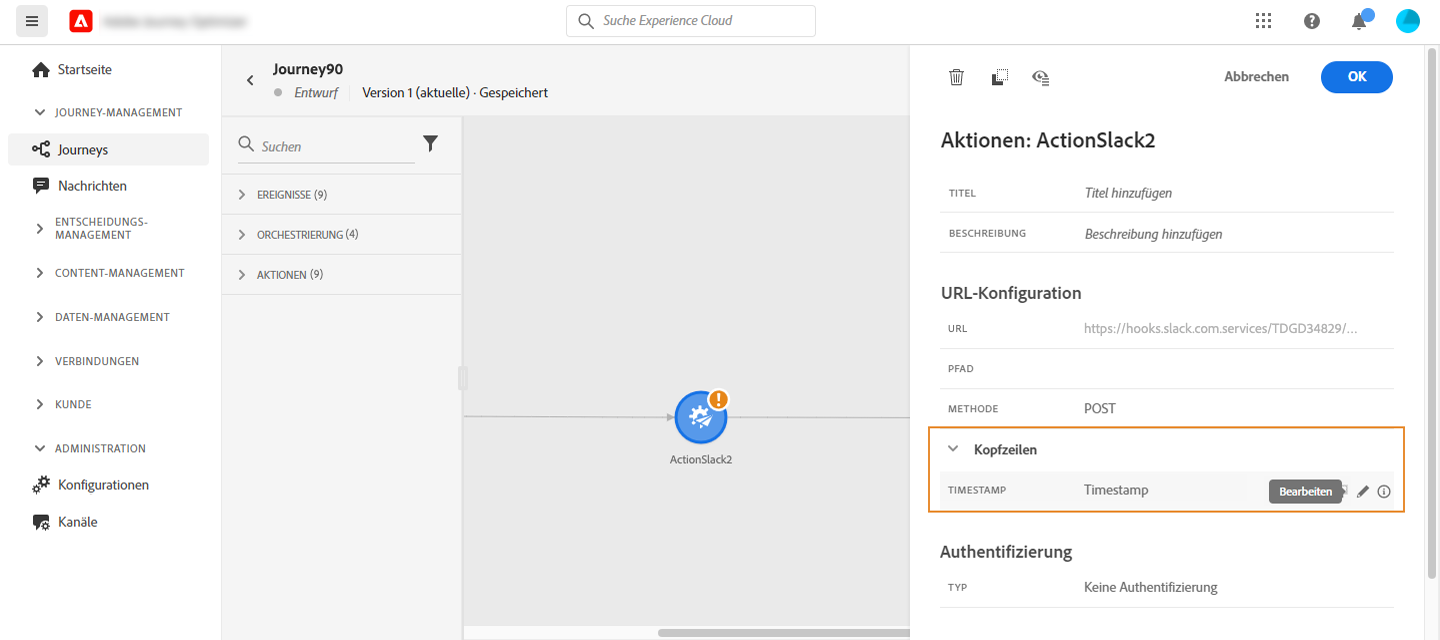 Suche Experience Cloud
Startseite
JOURNEY-MANAGEMENT
Journeys
Nachrichten
ENTSCHEIDUNGS-
MANAGEMENT
CONTENT-MANAGEMENT
DATEN-MANAGEMENT
VERBINDUNGEN
KUNDE
ADMINISTRATION
Konfigurationen
Kanäle
Journey90
Entwurf
Version 1 (aktuelle) · Gespeichert
Suchen
EREIGNISSE (9)
ORCHESTRIERUNG (4)
AKTIONEN (9)
ActionSlack2
Abbrechen
OK
Aktionen: ActionSlack2
TITEL Titel hinzufügen
BESCHREIBUNG Beschreibung hinzufügen
URL-Konfiguration
URL https://hooks.slack.com.services/TDGD34829/...
PFAD
METHODE POST
Kopfzeilen
TIMESTAMP Timestamp Bearbeiten
Authentifizierung
TYP Keine Authentifizierung